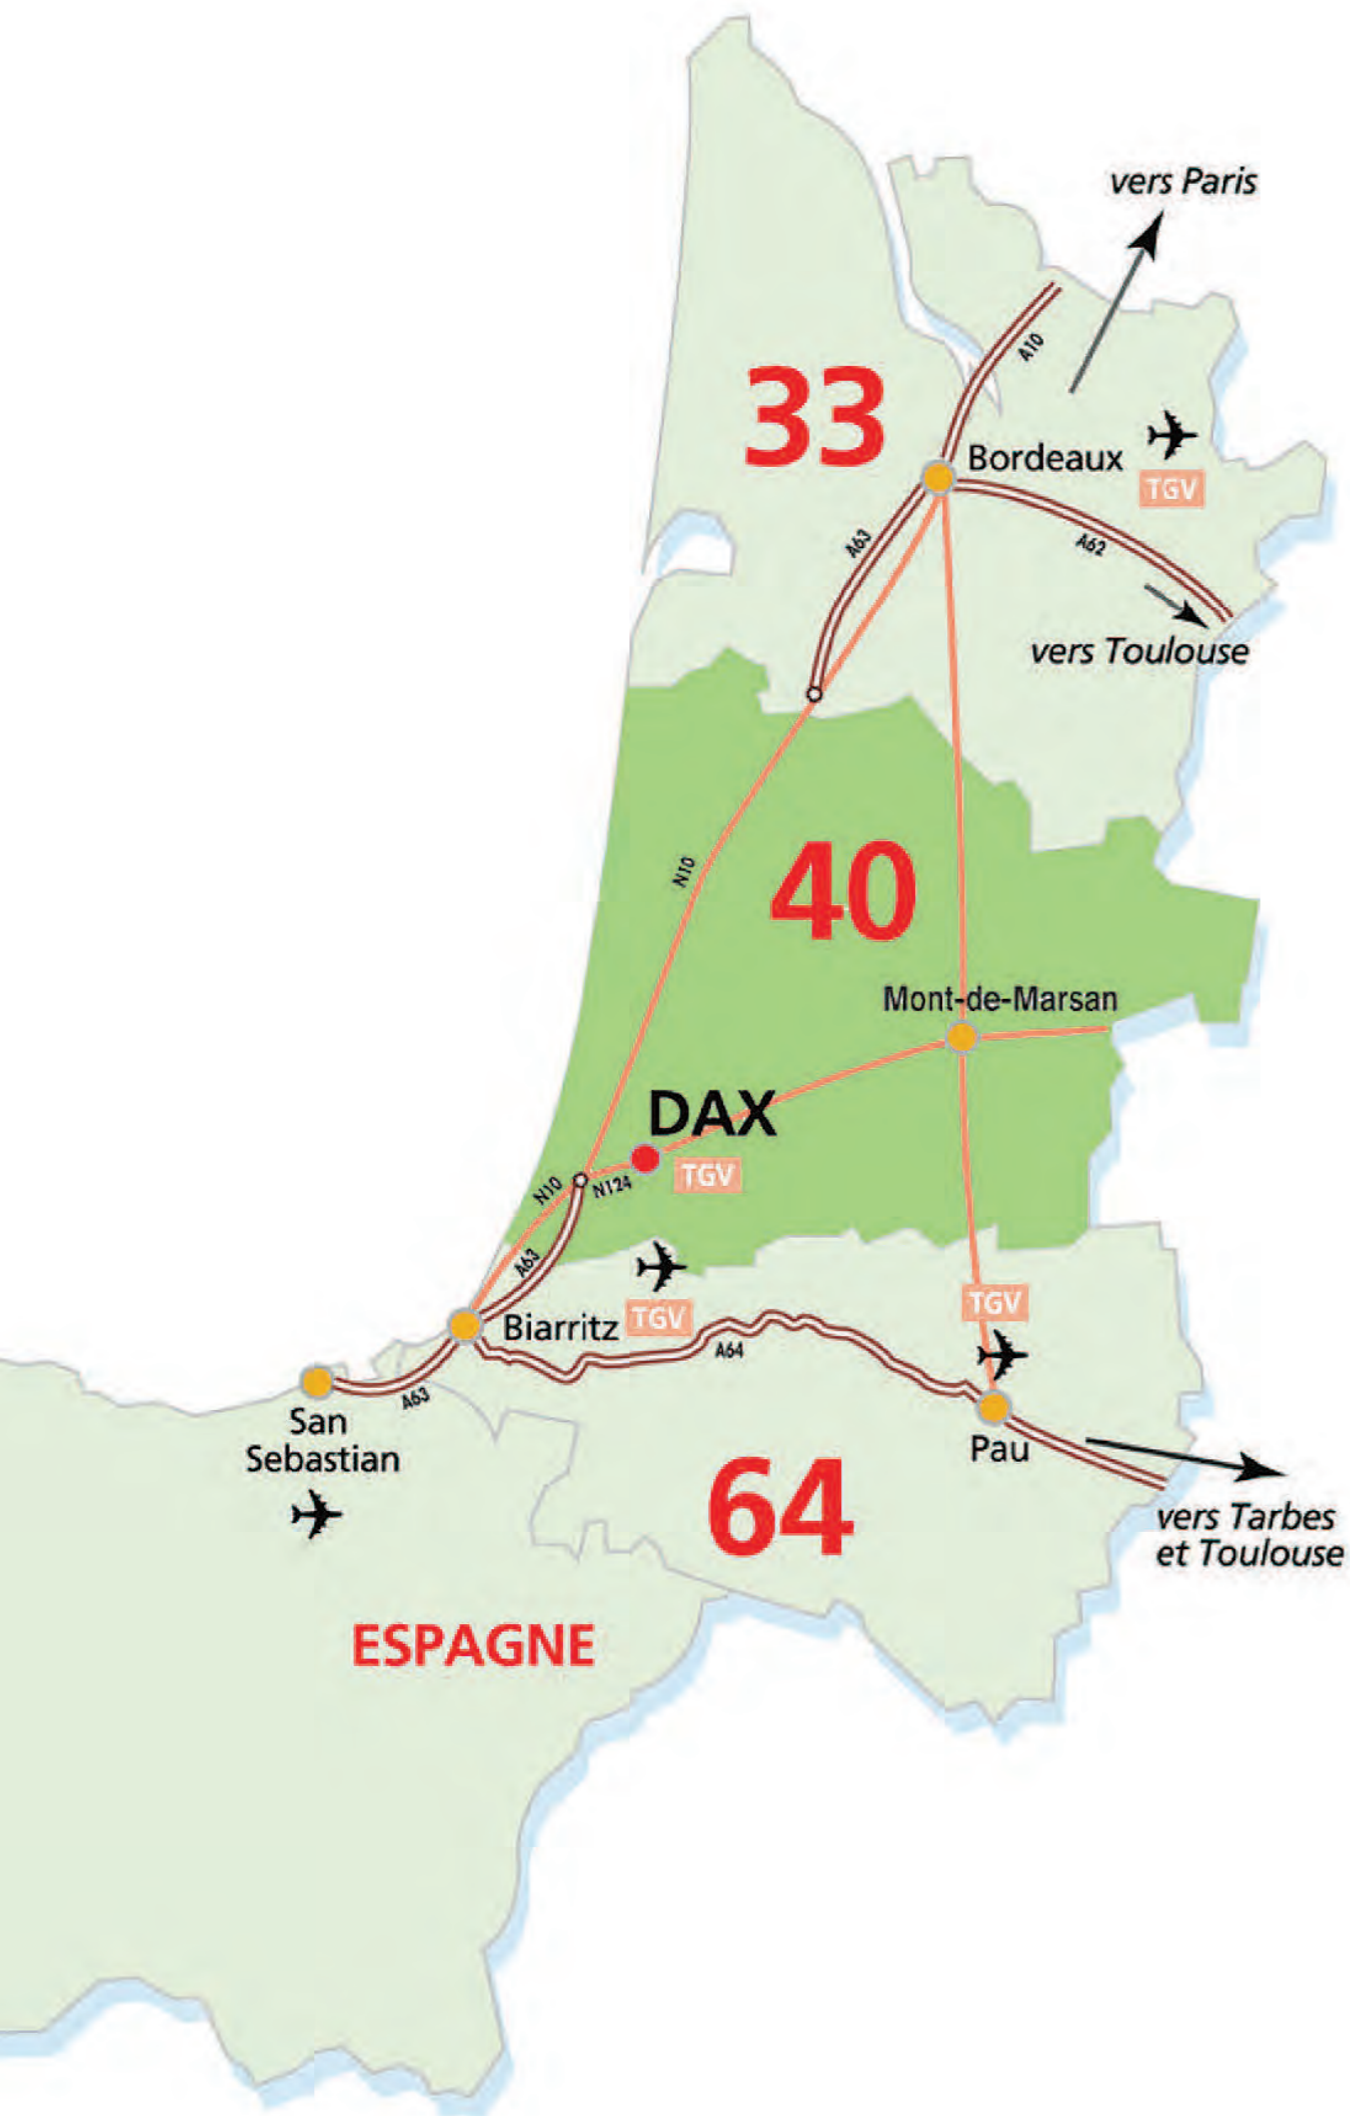 vers Paris
A10
33
Bordeaux
TGV
A63
A62
vers Toulouse
N10
40
Mont-de-Marsan
DAX
TGV
N10
N124
A63
TGV
Biarritz
TGV
A64
A63
San
Sebastian
Pau
64
vers Tarbes
et Toulouse
ESPAGNE